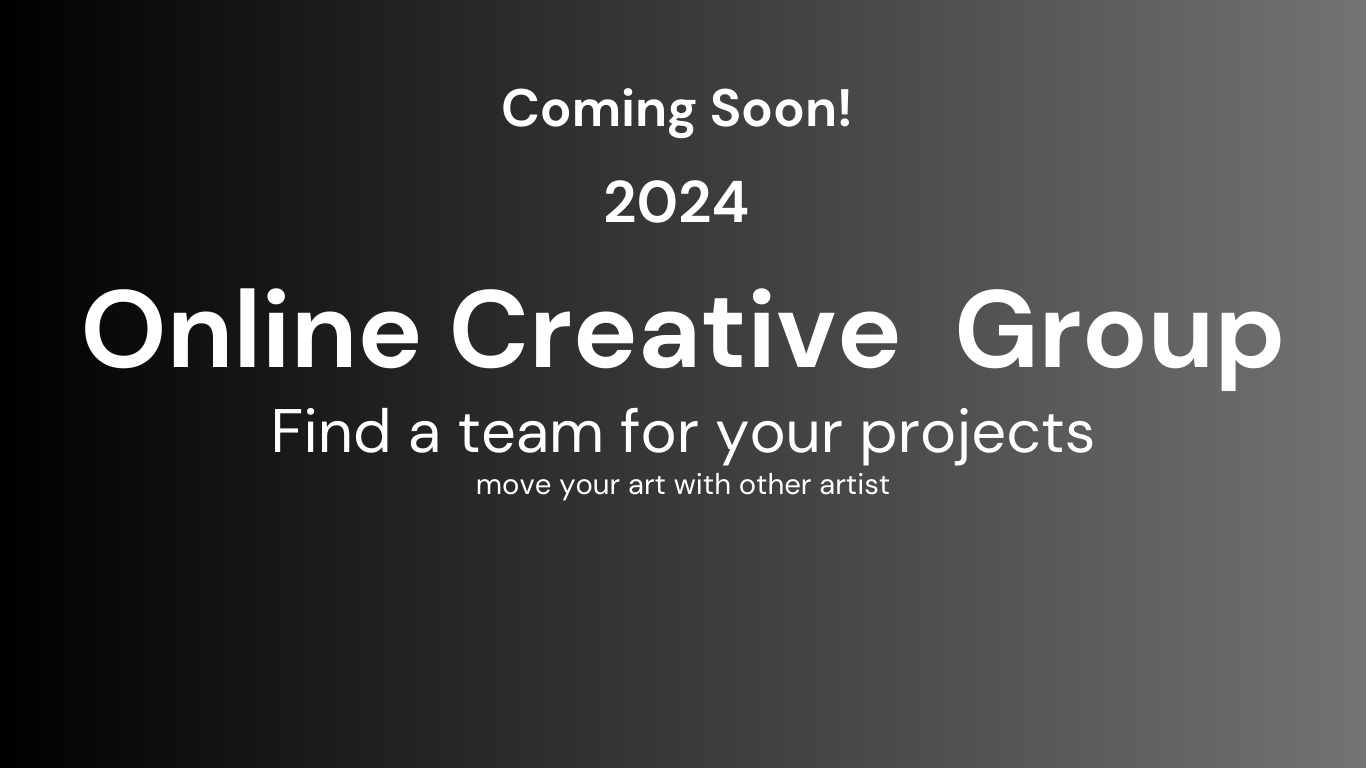 Coming Soon!
2024
Online Creative  Group
Find a team for your projects
move your art with other artist